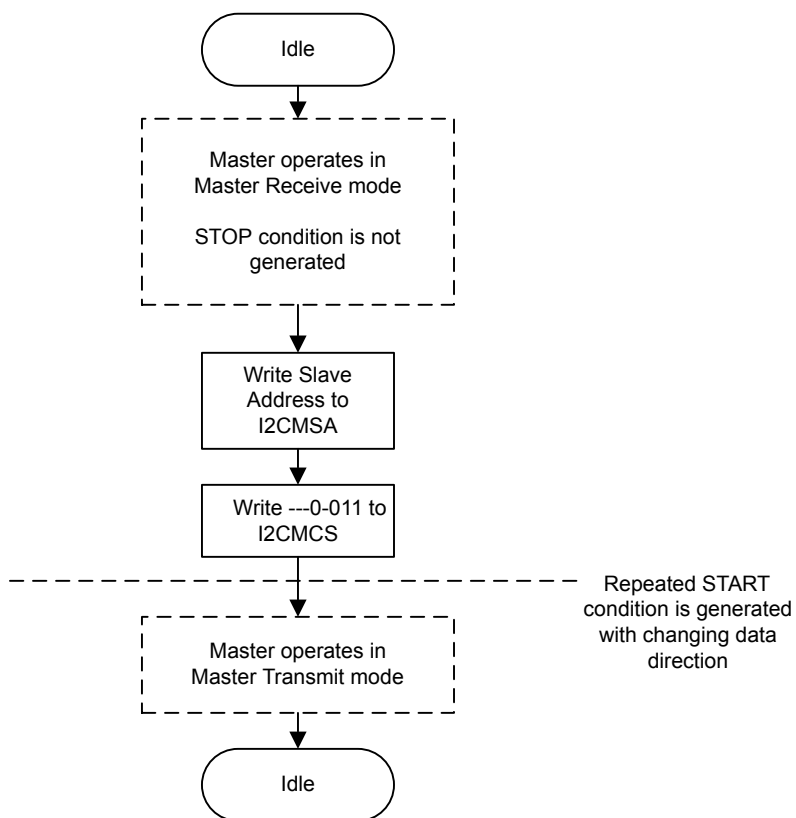 Idle
Master operates in
Master Receive mode
STOP condition is not
generated
Write Slave
Address to
I2CMSA
Write ---0-011 to
I2CMCS
Repeated START
condition is generated
with changing data
direction
Master operates in
Master Transmit mode
Idle